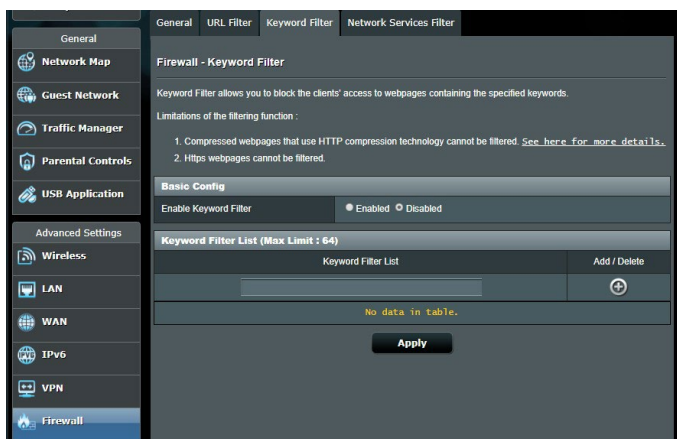 General URL Filter Keyword Filter Network Services Filter
General
Network Map
Guest Network
Traffic Manager
Parental Controls
USB Application
Advanced Settings
Wireless
LAN
WAN
IPv6
VPN
Firewall
Firewall - Keyword Filter
Keyword Filter allows you to block the clients' access to webpages containing the specified keywords.
Limitations of the filtering function :
1. Compressed webpages that use HTTP compression technology cannot be filtered. See here for more details.
2. Https webpages cannot be filtered.
Basic Config
Enable Keyword Filter Enabled Disabled
Keyword Filter List (Max Limit : 64)
Keyword Filter List Add / Delete
No data in table.
Apply